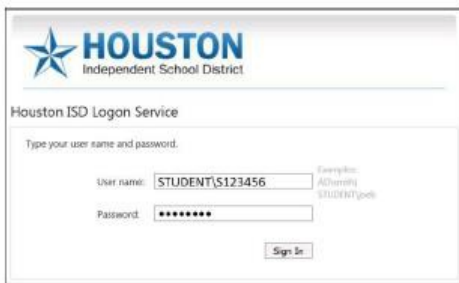 HOUSTON
Independent School District
Houston ISD Logon Service
Type your user name and password.
User name: STUDENT\S123456
Examples:
Password: ••••••••
Sign In